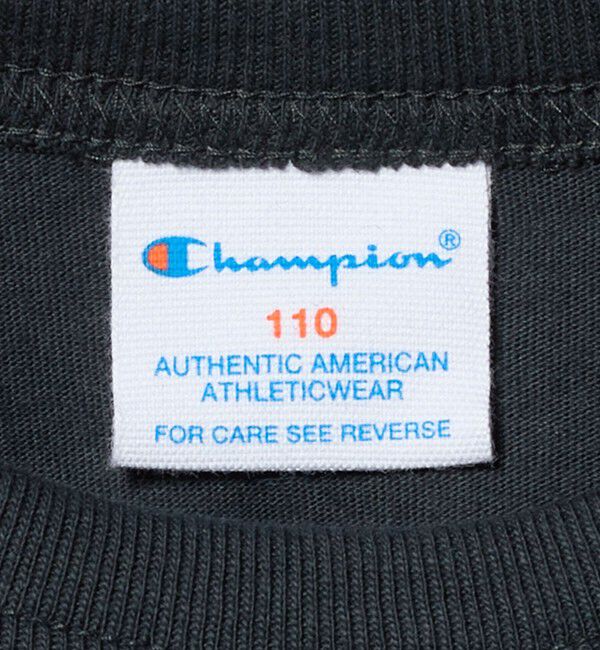 Champion®
110
AUTHENTIC AMERICAN
ATHLETICWEAR
FOR CARE SEE REVERSE